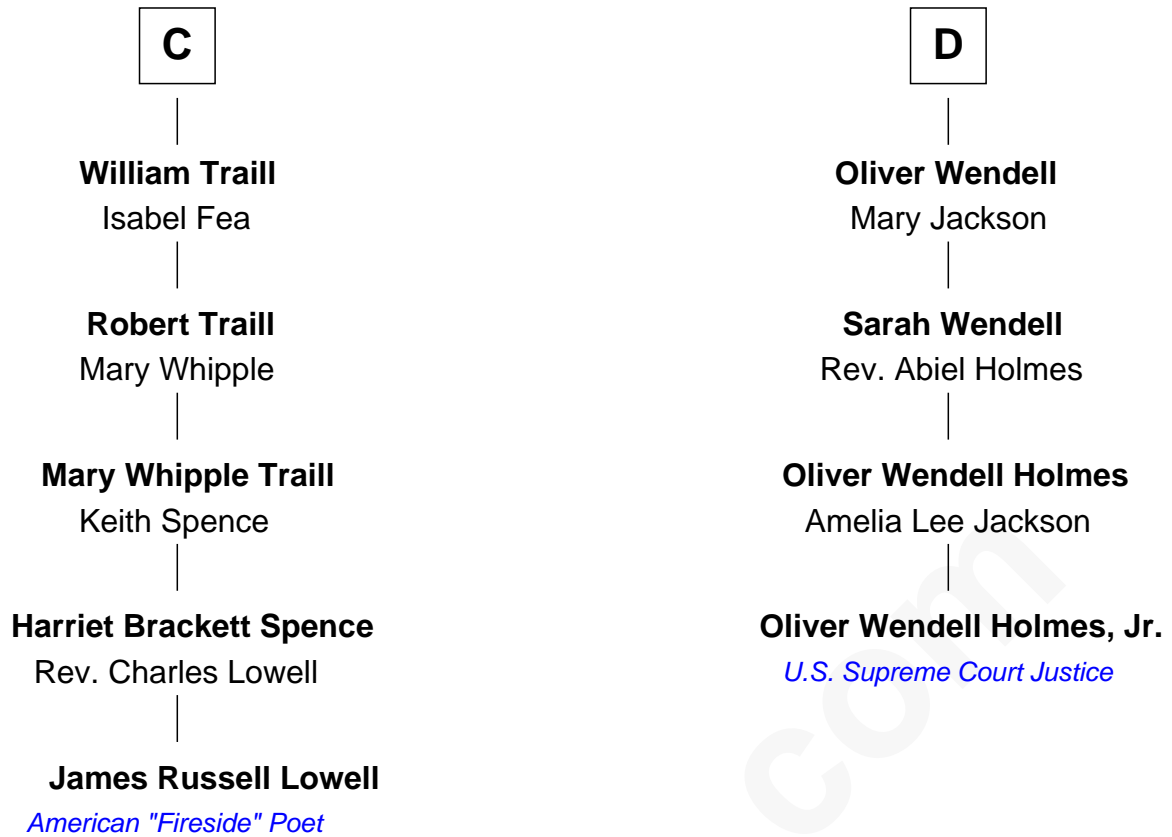 C
William Traill
Isabel Fea
Robert Traill
Mary Whipple
Mary Whipple Traill
Keith Spence
Harriet Brackett Spence
Rev. Charles Lowell
James Russell Lowell
American "Fireside" Poet
D
Oliver Wendell
Mary Jackson
Sarah Wendell
Rev. Abiel Holmes
Oliver Wendell Holmes
Amelia Lee Jackson
Oliver Wendell Holmes, Jr.
U.S. Supreme Court Justice
com